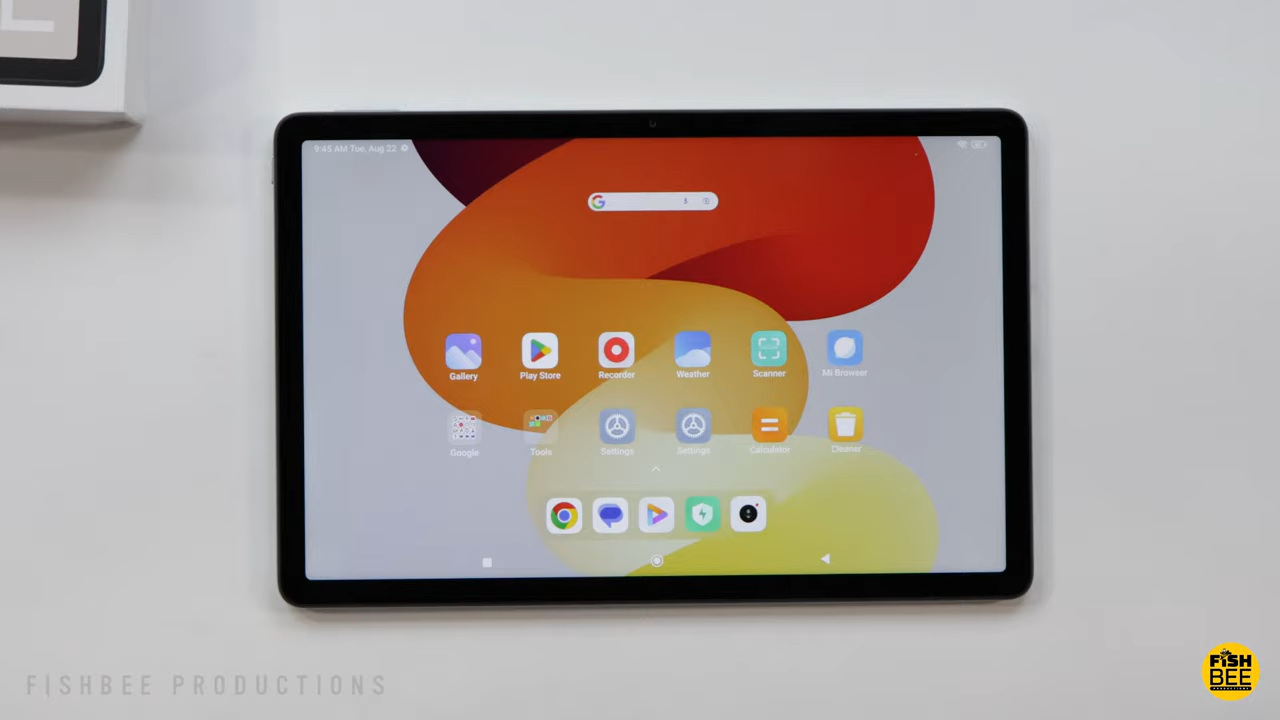 9:45 AM Tue, Aug 22
Gallery
Play Store
Recorder
Weather
Scanner
Mi Browser
Google
Tools
Settings
Settings
Calculator
Cleaner
FISHBEE PRODUCTIONS
FISH
BEE
PRODUCTIONS